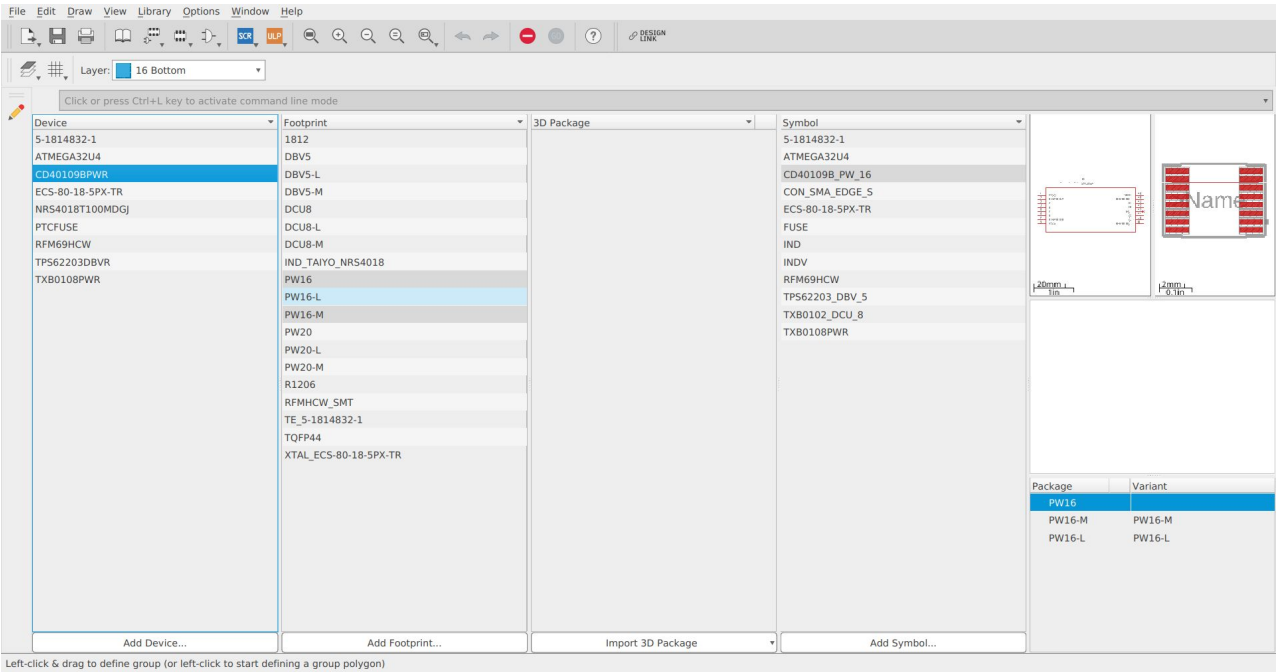 File Edit Draw View Library Options Window Help
SCR ULP DESIGN LINK
Layer: 16 Bottom
Click or press Ctrl+L key to activate command line mode
Device Footprint 3D Package Symbol
5-1814832-1 1812 5-1814832-1
ATMEGA32U4 DBV5 ATMEGA32U4
CD40109BPWR DBV5-L CD40109B_PW_16
ECS-80-18-5PX-TR DBV5-M CON_SMA_EDGE_S
NRS4018T100MDGJ DCU8 ECS-80-18-5PX-TR
PTCFUSE DCU8-L FUSE
RFM69HCW DCU8-M IND
TPS62203DBVR IND_TAIYO_NRS4018 INDV
TXB0108PWR PW16 RFM69HCW
PW16-L TPS62203_DBV_5
PW16-M TXB0102_DCU_8
PW20 TXB0108PWR
PW20-L
PW20-M
R1206
RFMHCW_SMT
TE_5-1814832-1
TQFP44
XTAL_ECS-80-18-5PX-TR
Name
20mm 2mm
1in 0.1in
Package Variant
PW16
PW16-M PW16-M
PW16-L PW16-L
Add Device... Add Footprint... Import 3D Package Add Symbol...
Left-click & drag to define group (or left-click to start defining a group polygon)